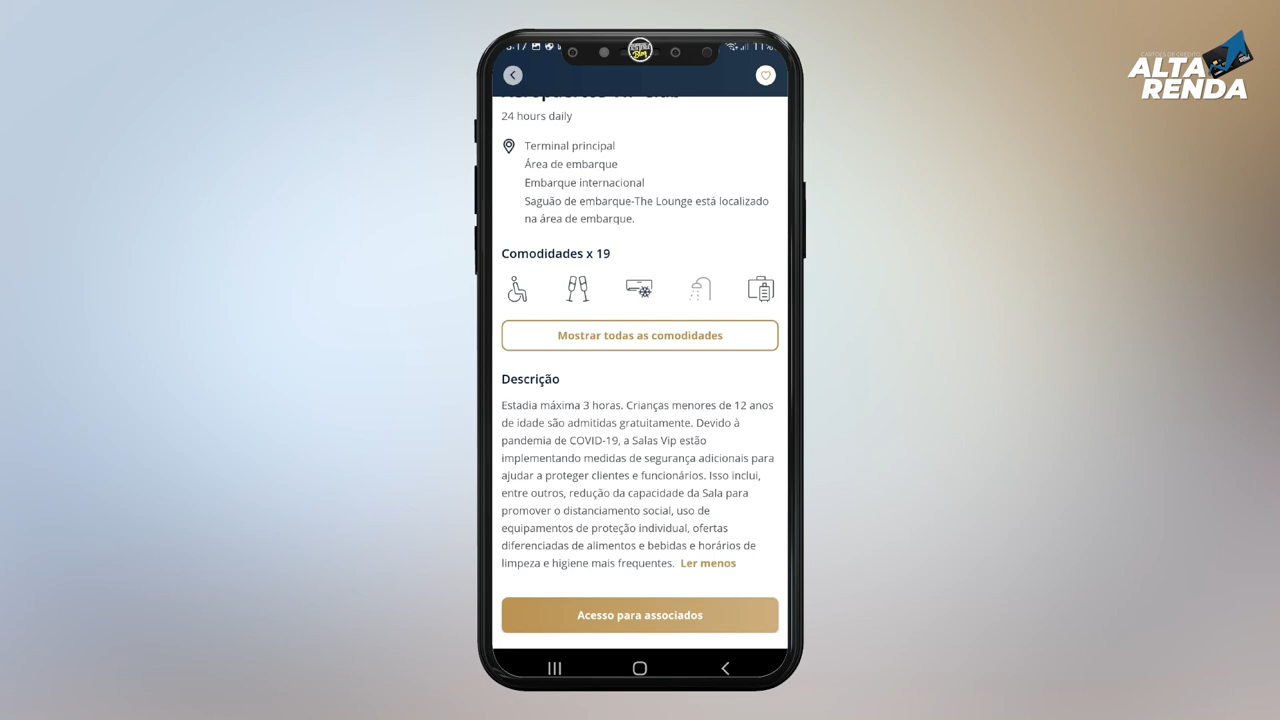 11%
CARTÕES DE CRÉDITO
ALTA
RENDA
24 hours daily
Terminal principal
Área de embarque
Embarque internacional
Saguão de embarque-The Lounge está localizado
na área de embarque.
Comodidades x 19
Mostrar todas as comodidades
Descrição
Estadia máxima 3 horas. Crianças menores de 12 anos
de idade são admitidas gratuitamente. Devido à
pandemia de COVID-19, a Salas Vip estão
implementando medidas de segurança adicionais para
ajudar a proteger clientes e funcionários. Isso inclui,
entre outros, redução da capacidade da Sala para
promover o distanciamento social, uso de
equipamentos de proteção individual, ofertas
diferenciadas de alimentos e bebidas e horários de
limpeza e higiene mais frequentes. Ler menos
Acesso para associados